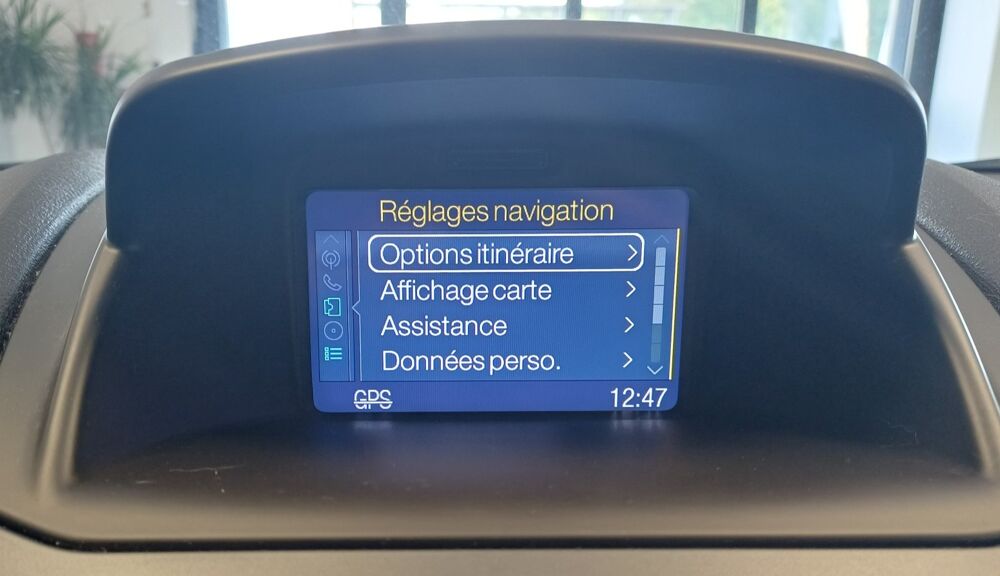 Réglages navigation
Options itinéraire
Affichage carte
Assistance
Données perso.
GPS 12:47